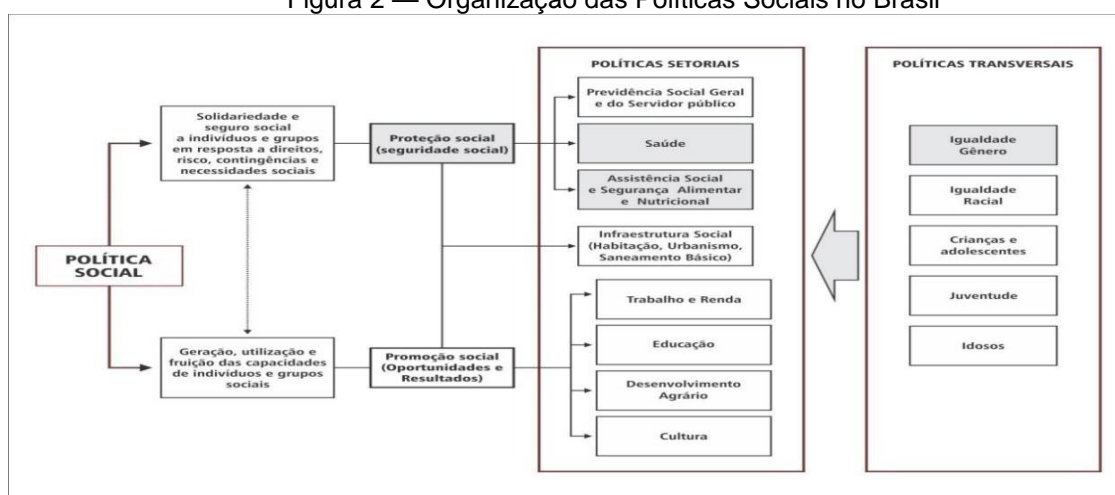 Figura 2 — Organização das Políticas Sociais no Brasil
POLÍTICA
SOCIAL
Solidariedade e
seguro social
a indivíduos e grupos
em resposta a direitos,
risco, contingências e
necessidades sociais
Geração, utilização e
fruição das capacidades
de indivíduos e grupos
sociais
Proteção social
(seguridade social)
Promoção social
(Oportunidades e
Resultados)
POLÍTICAS SETORIAIS
Previdência Social Geral
e do Servidor público
Saúde
Assistência Social
e Segurança Alimentar
e Nutricional
Infraestrutura Social
(Habitação, Urbanismo,
Saneamento Básico)
Trabalho e Renda
Educação
Desenvolvimento
Agrário
Cultura
POLÍTICAS TRANSVERSAIS
Igualdade
Gênero
Igualdade
Racial
Crianças e
adolescentes
Juventude
Idosos